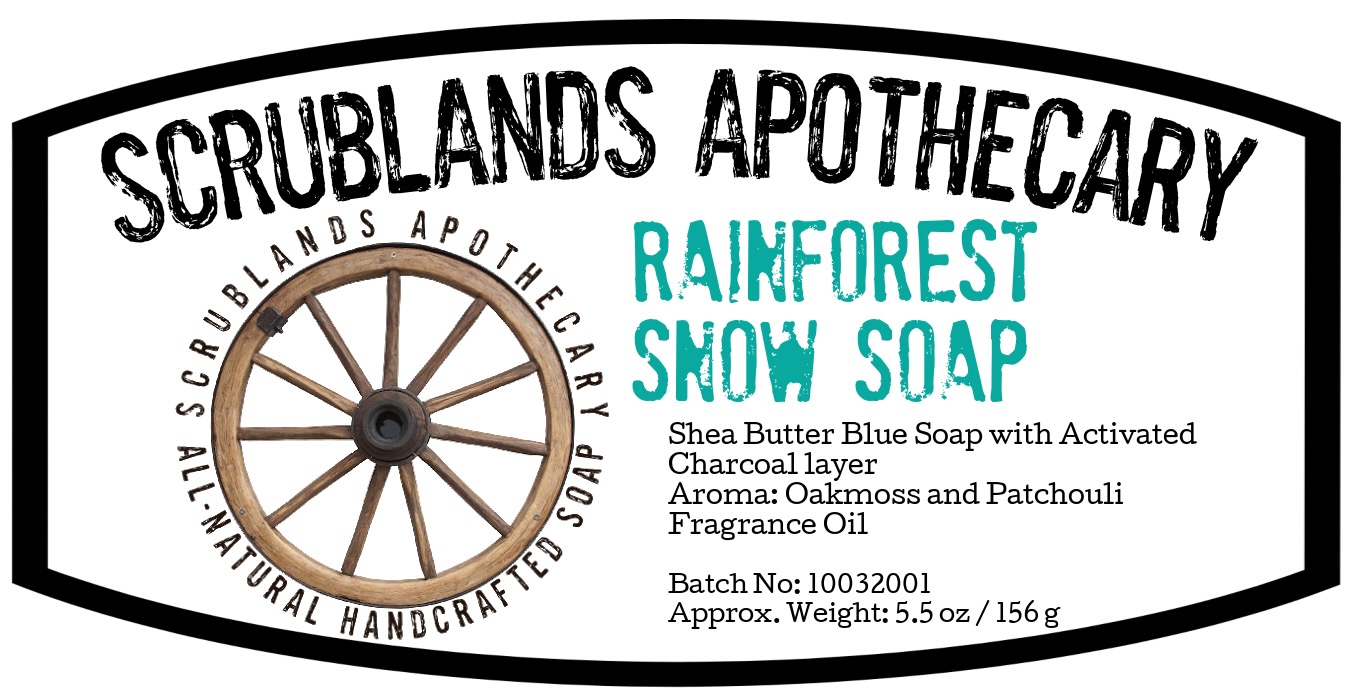 SCRUBLANDS APOTHECARY
SCRUBLANDS APOTHECARY
ALL-NATURAL HANDCRAFTED SOAP
RAINFOREST
SNOW SOAP
Shea Butter Blue Soap with Activated
Charcoal layer
Aroma: Oakmoss and Patchouli
Fragrance Oil
Batch No: 10032001
Approx. Weight: 5.5 oz / 156 g